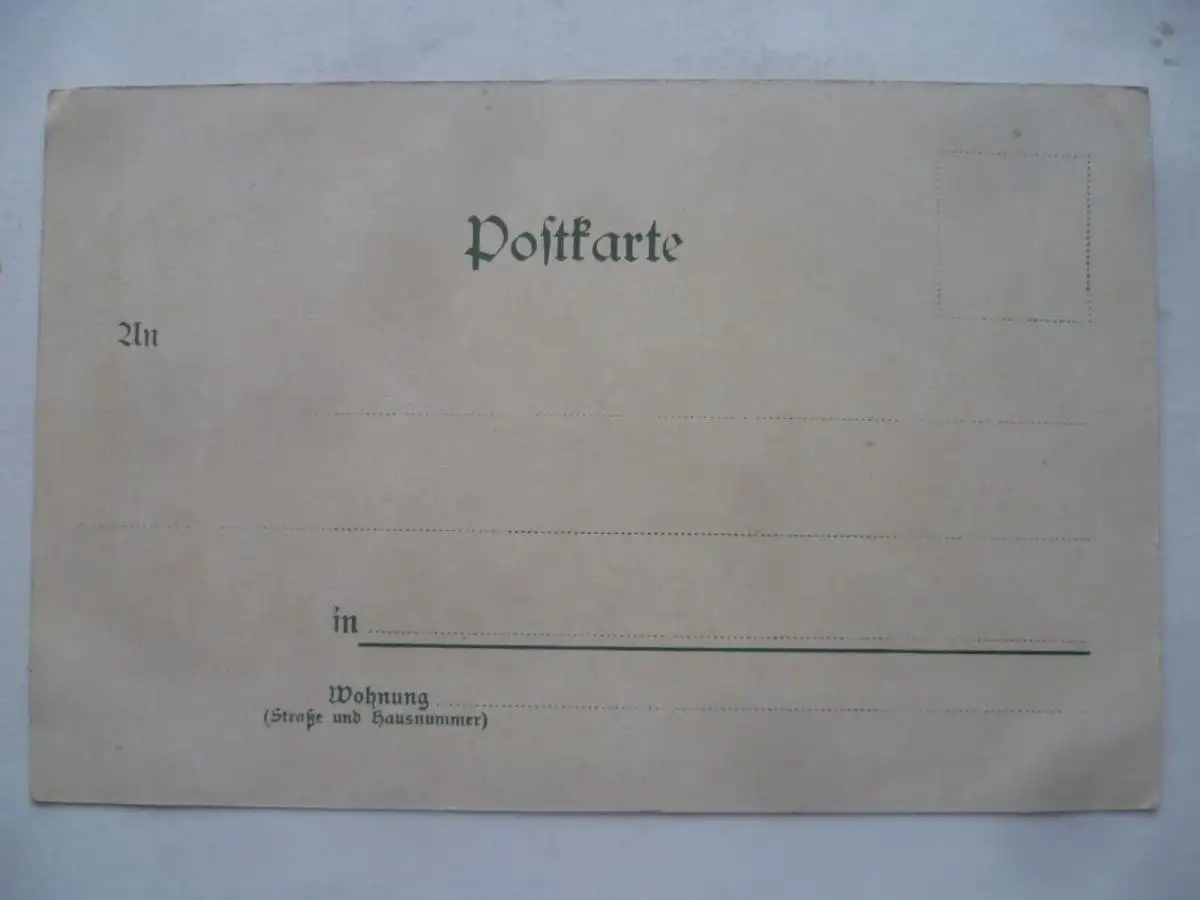 Poſtkarte
An
in
Wohnung
(Straße und Hausnummer)